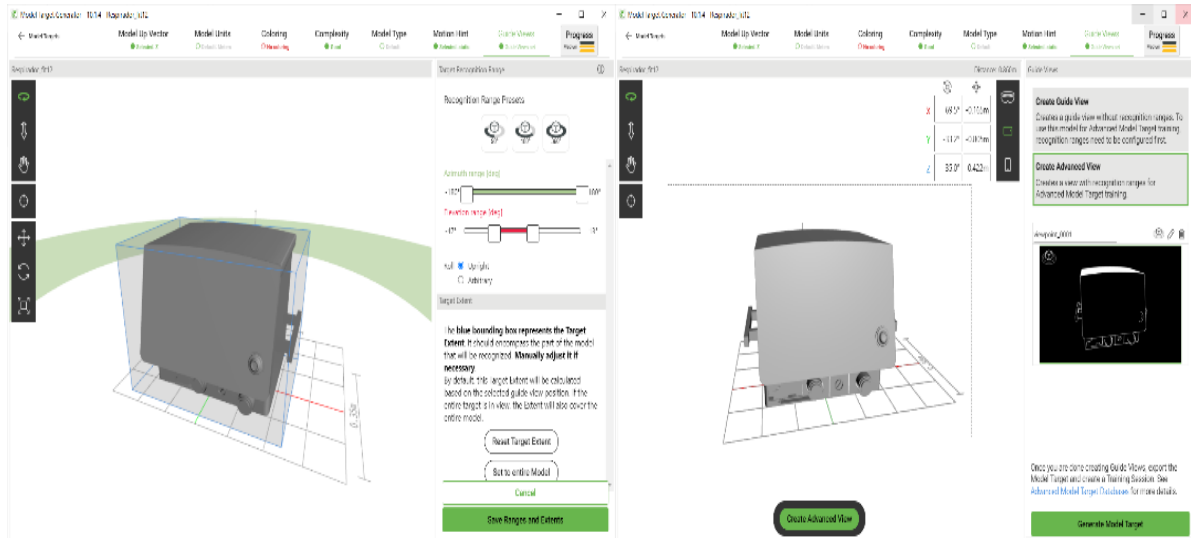 Model Target Generator
Model Targets
Model Up Vector
Model Units
Coloring
Complexity
Model Type
Motion Hint
Guide Views
Progress
Target Recognition Range
Recognition Range Presets
Azimuth range [deg]
Elevation range [deg]
Upright
Arbitrary
Target Extent
The blue bounding box represents the Target
Extent. It should encompass the part of the model
that will be recognized. Manually adjust it if
necessary
By default, this Target Extent will be calculated
based on the selected guide view position. If the
entire target is in view, the Extent will also cover the
entire model.
Reset Target Extent
Set to entire Model
Cancel
Save Ranges and Extents
Model Target Generator
Model Targets
Model Up Vector
Model Units
Coloring
Complexity
Model Type
Motion Hint
Guide Views
Progress
Guide Views
X
Y
Z
Create Guide View
Creates a guide view without recognition ranges. To
use this model for Advanced Model Target training,
recognition ranges need to be configured first.
Create Advanced View
Creates a view with recognition ranges for
Advanced Model Target training.
viewpoint_0001
Once you are done creating Guide Views, export the
Model Target and create a Training Session. See
Advanced Model Target Databases for more details.
Create Advanced View
Generate Model Target